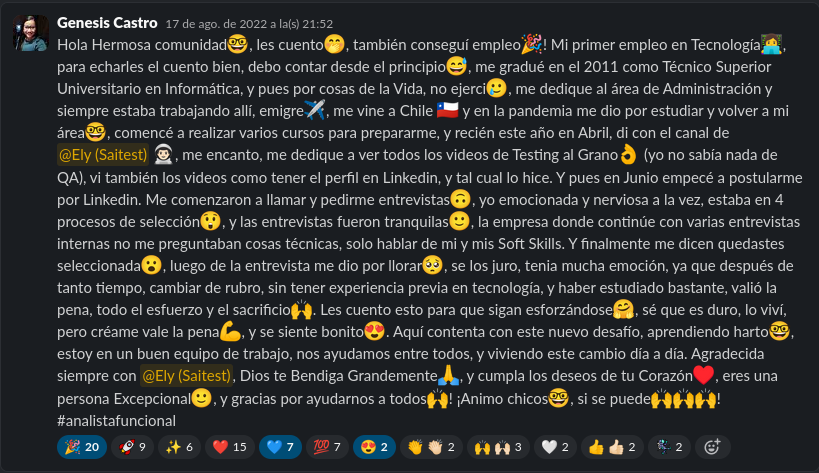 Genesis Castro 17 de ago. de 2022 a la(s) 21:52
Hola Hermosa comunidad🤓, les cuento🤭, también conseguí empleo🎉! Mi primer empleo en Tecnología👩‍💻,
para echarles el cuento bien, debo contar desde el principio😅, me gradué en el 2011 como Técnico Superior
Universitario en Informática, y pues por cosas de la Vida, no ejerci🥲, me dedique al área de Administración y
siempre estaba trabajando allí, emigre✈️, me vine a Chile 🇨🇱 y en la pandemia me dio por estudiar y volver a mi
área🤓, comencé a realizar varios cursos para prepararme, y recién este año en Abril, di con el canal de
@Ely (Saitest) 👩🏻‍🚀, me encanto, me dedique a ver todos los videos de Testing al Grano👌 (yo no sabía nada de
QA), vi también los videos como tener el perfil en Linkedin, y tal cual lo hice. Y pues en Junio empecé a postularme
por Linkedin. Me comenzaron a llamar y pedirme entrevistas🙃, yo emocionada y nerviosa a la vez, estaba en 4
procesos de selección😲, y las entrevistas fueron tranquilas🙂, la empresa donde continúe con varias entrevistas
internas no me preguntaban cosas técnicas, solo hablar de mi y mis Soft Skills. Y finalmente me dicen quedastes
seleccionada😮, luego de la entrevista me dio por llorar🥺, se los juro, tenia mucha emoción, ya que después de
tanto tiempo, cambiar de rubro, sin tener experiencia previa en tecnología, y haber estudiado bastante, valió la
pena, todo el esfuerzo y el sacrificio🙌. Les cuento esto para que sigan esforzándose🤗, sé que es duro, lo viví,
pero créame vale la pena💪, y se siente bonito😍. Aquí contenta con este nuevo desafío, aprendiendo harto🤓,
estoy en un buen equipo de trabajo, nos ayudamos entre todos, y viviendo este cambio día a día. Agradecida
siempre con @Ely (Saitest), Dios te Bendiga Grandemente🙏, y cumpla los deseos de tu Corazón♥️, eres una
persona Excepcional🙂, y gracias por ayudarnos a todos🙌! ¡Animo chicos🤓, si se puede🙌🙌🙌!
#analistafuncional
🎉 20 🚀 9 ✨ 6 ❤️ 15 💙 7 💯 7 😍 2 👏👏🏻 2 🙌🙌🏻 3 🤍 2 👍👍🏻 2 2